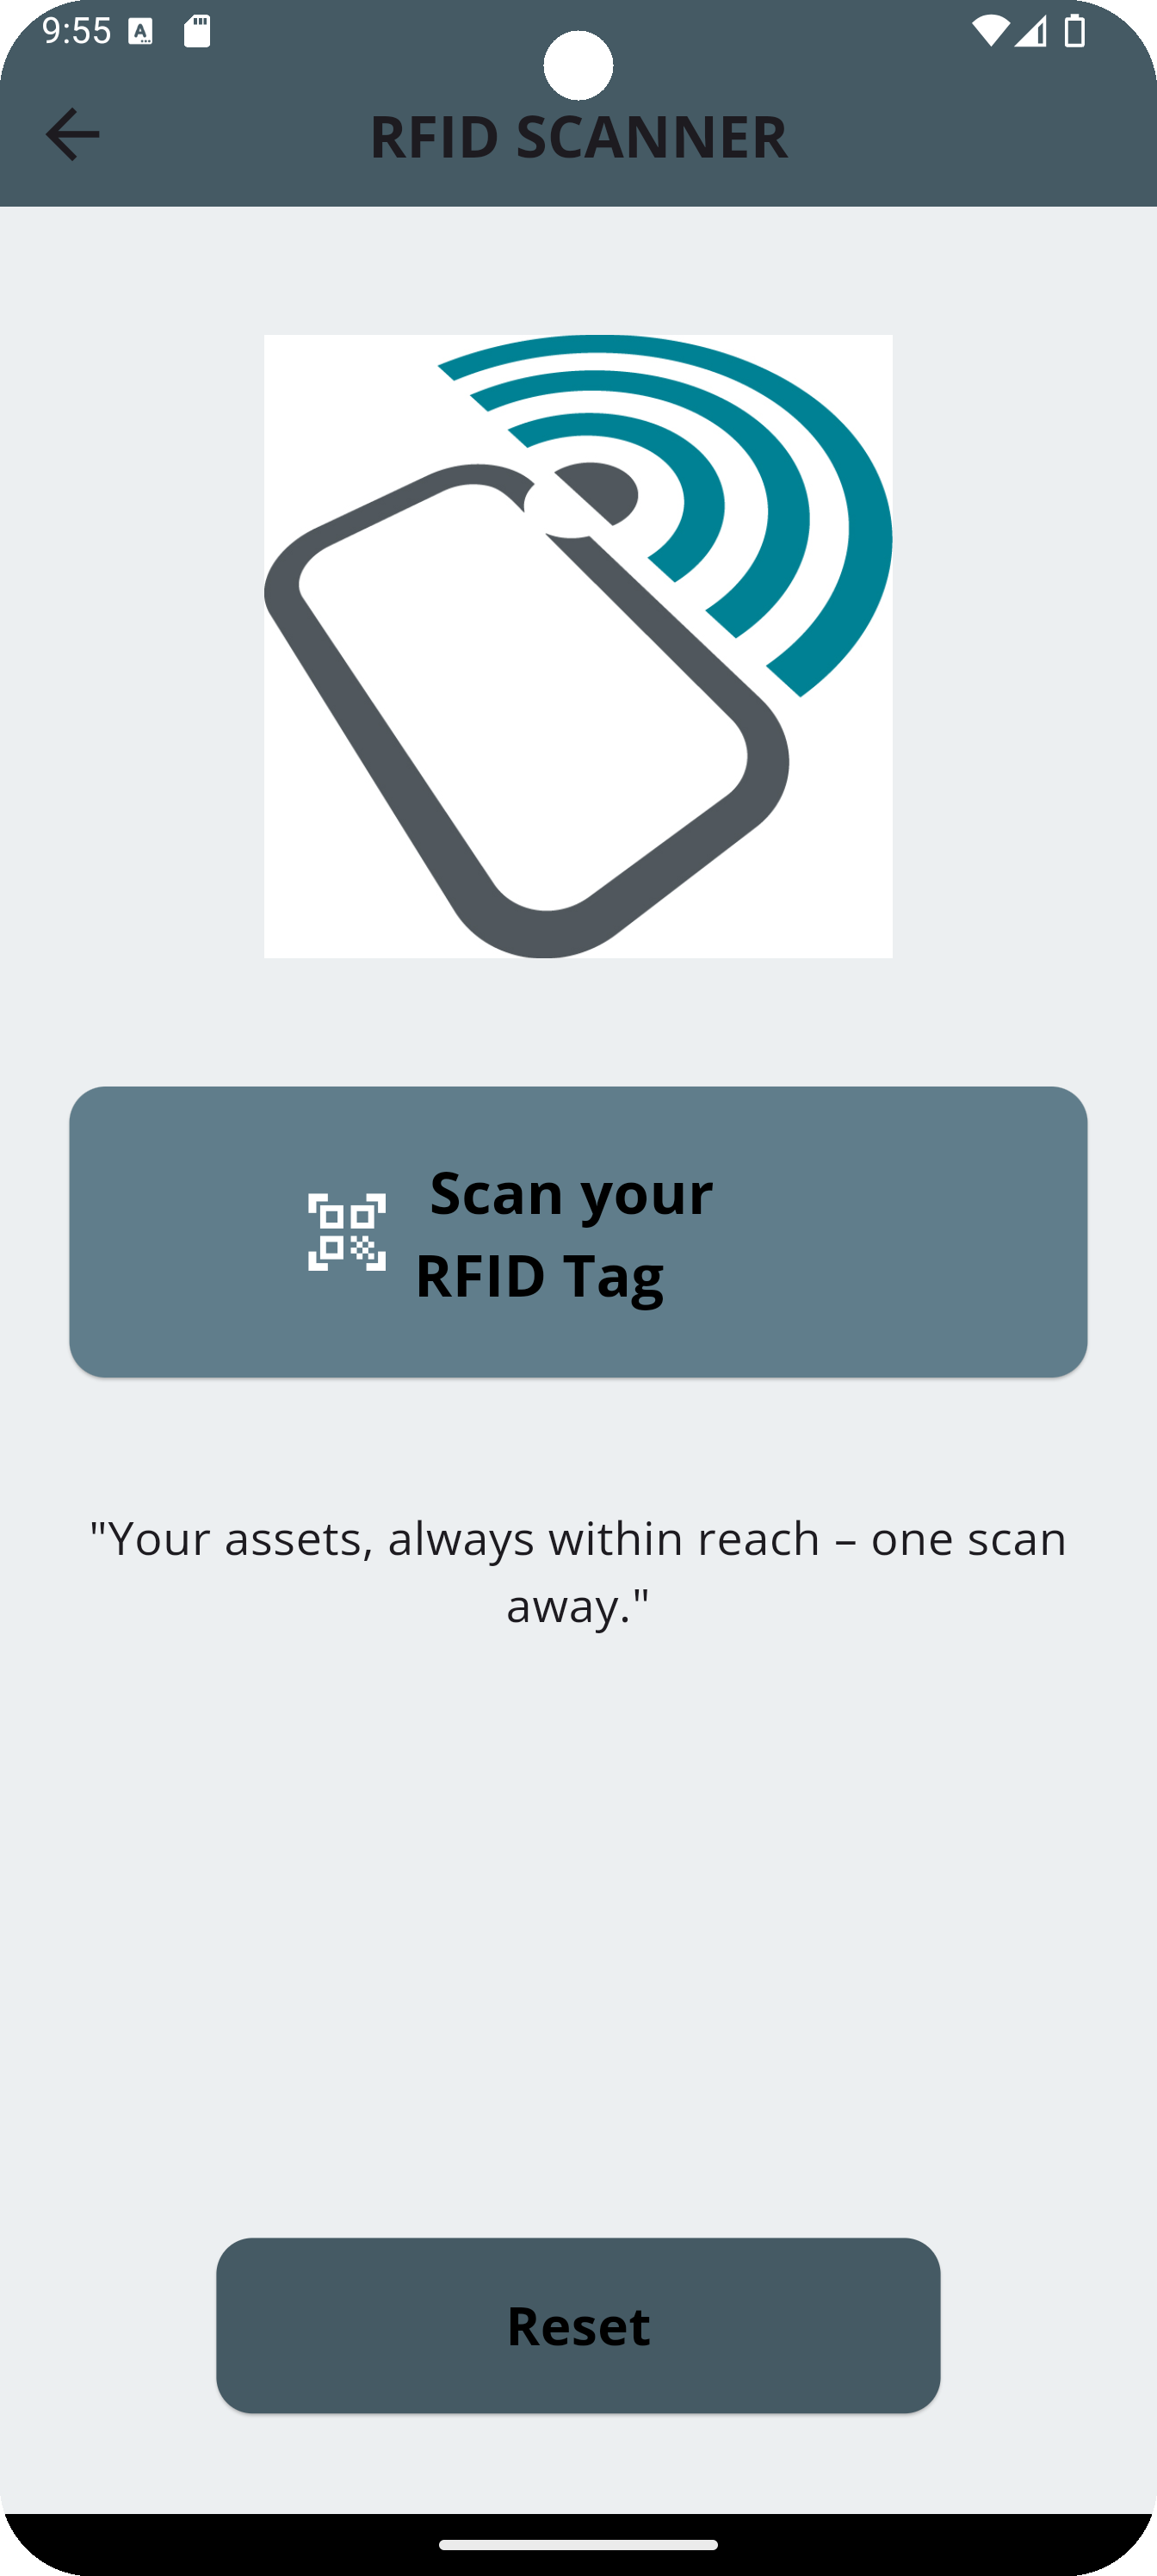 9:55
RFID SCANNER
Scan your
RFID Tag
"Your assets, always within reach – one scan
away."
Reset